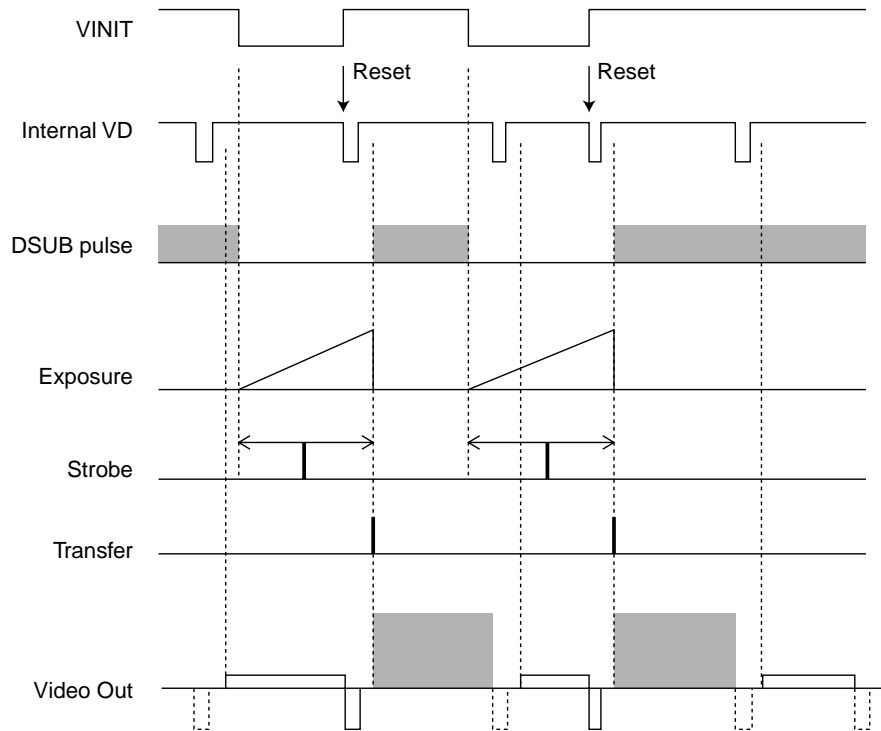 VINIT
Reset
Reset
Internal VD
DSUB pulse
Exposure
Strobe
Transfer
Video Out